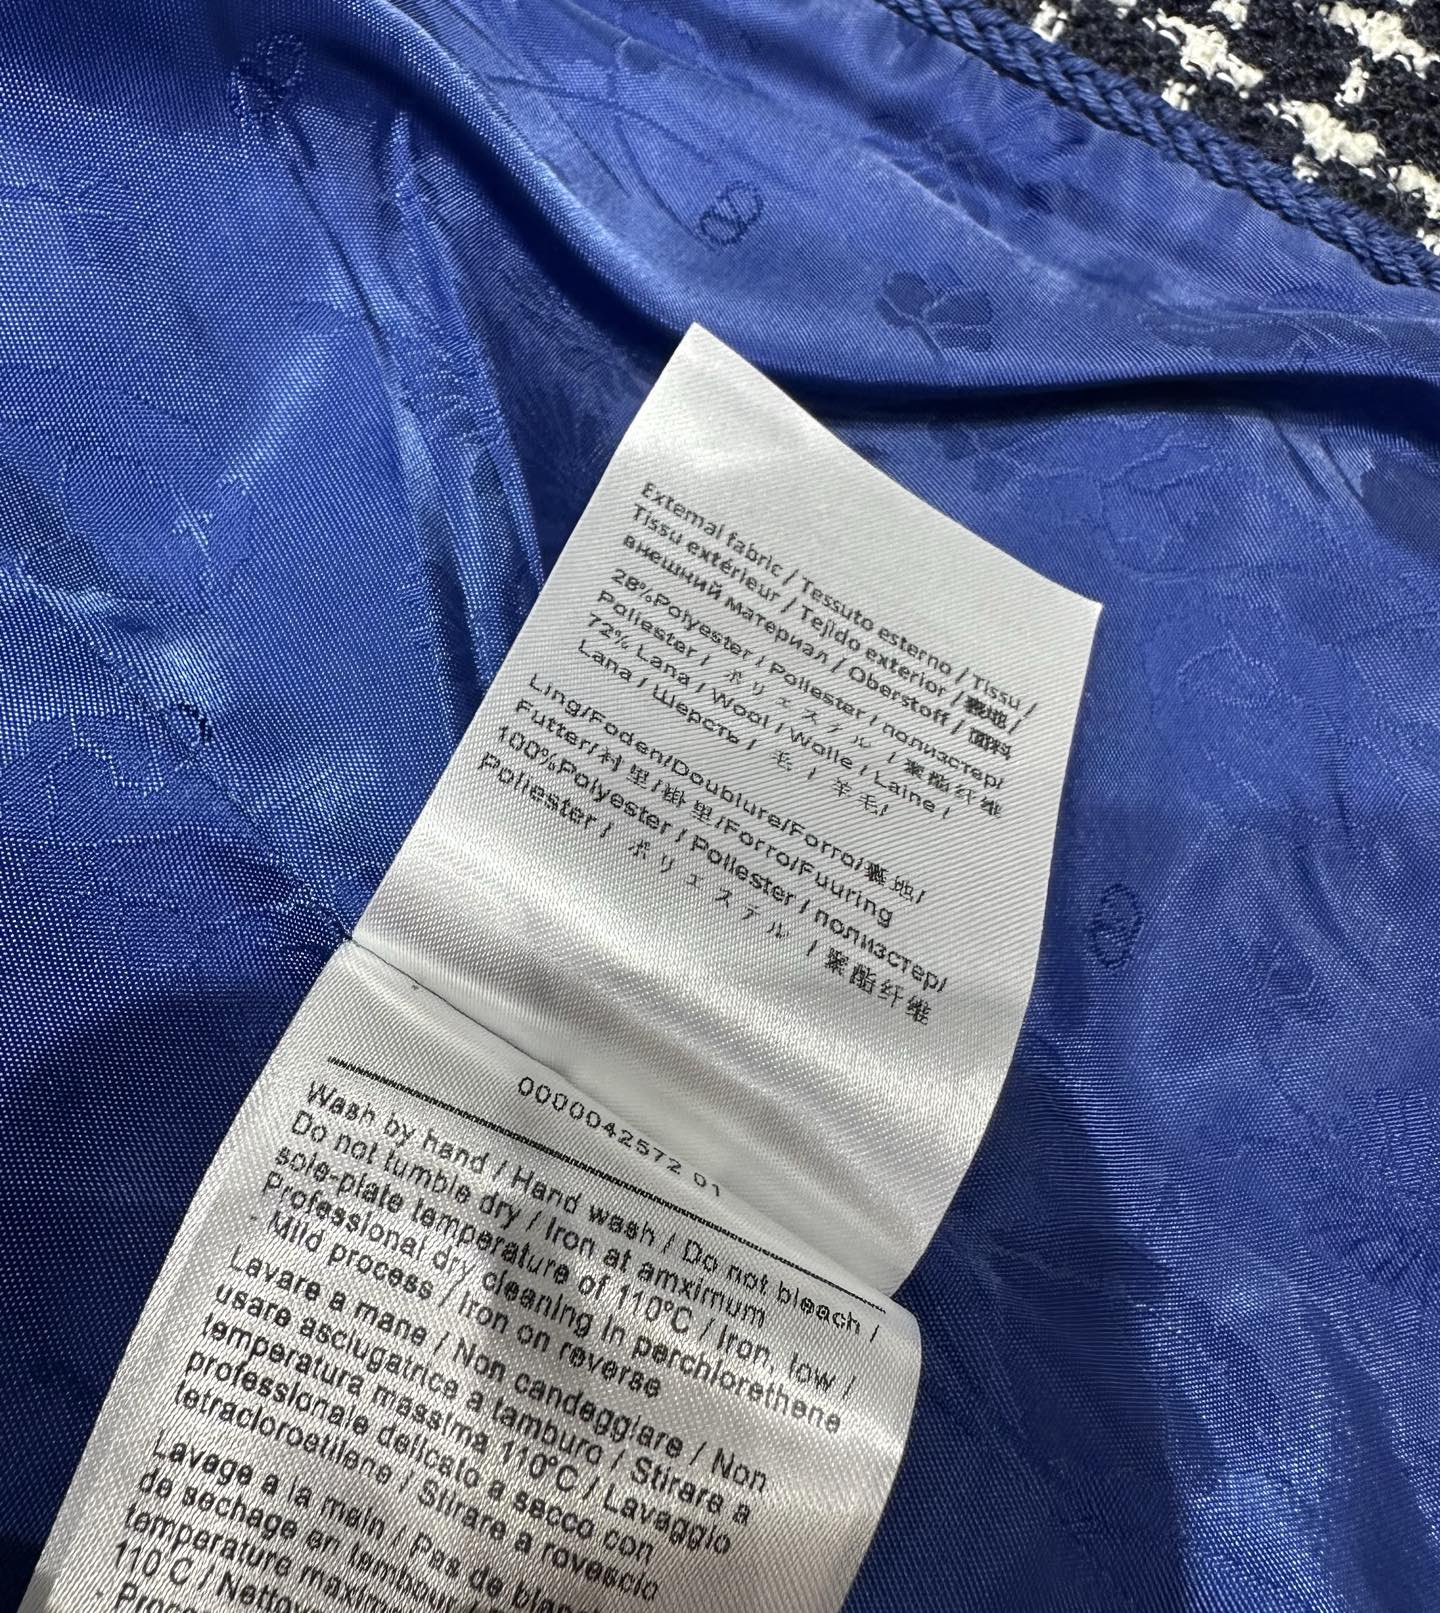 External fabric / Tessuto esterno / Tissu /
Tissu extérieur / Tejido exterior / 表地 /
внешний материал / Oberstoff / 面料
28%Polyester / Poliester / полиэстер/
Poliester / ポリエステル / 聚酯纤维
72% Lana / Wool / Wolle / Laine /
Lana / Шерсть / 毛 / 羊毛/
Ling/Foden/Doublure/Forro/裏地/
Futter/衬里/掛里/Forro/Fuuring
100%Polyester / Poliester / полиэстер/
Poliester / ポリエステル / 聚酯纤维
0000042572 01
Wash by hand / Hand wash / Do not bleach /
Do not tumble dry / Iron at amximum
sole-plate temperature of 110°C / Iron, low /
Professional dry cleaning in perchlorethene
- Mild process / Iron on reverse
Lavare a mane / Non candeggiare / Non
usare asciugatrice a tamburo / Stirare a
temperatura massima 110°C / Lavaggio
professionale delicato a secco con
tetracloroetilene / Stirare a rovescio
Lavage a la main / Pas de
de sechage en tambour /
temperature
110 C /